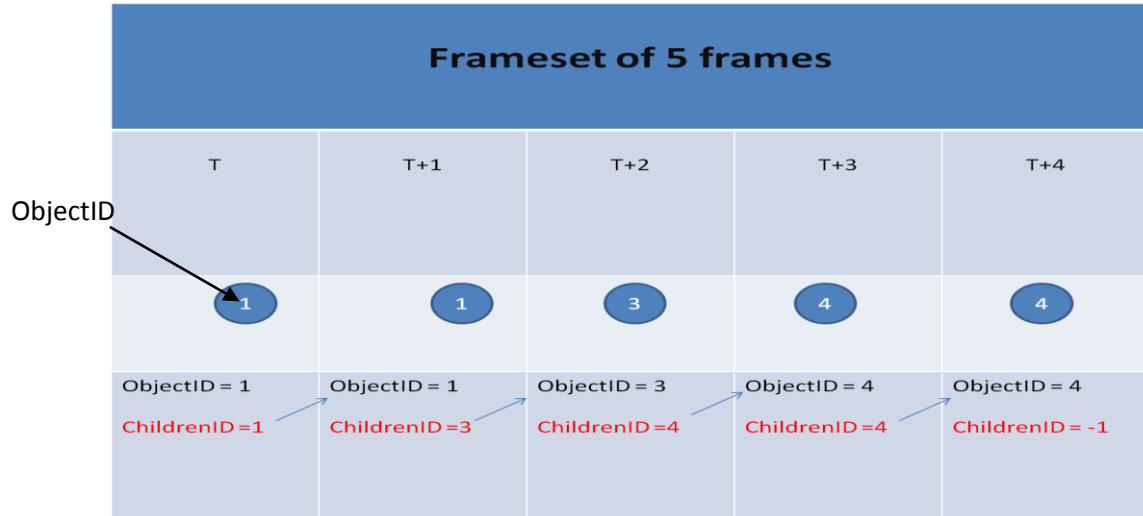 Frameset of 5 frames
T T+1 T+2 T+3 T+4
ObjectID
1 1 3 4 4
ObjectID = 1 ObjectID = 1 ObjectID = 3 ObjectID = 4 ObjectID = 4
ChildrenID =1 ChildrenID =3 ChildrenID =4 ChildrenID =4 ChildrenID = -1